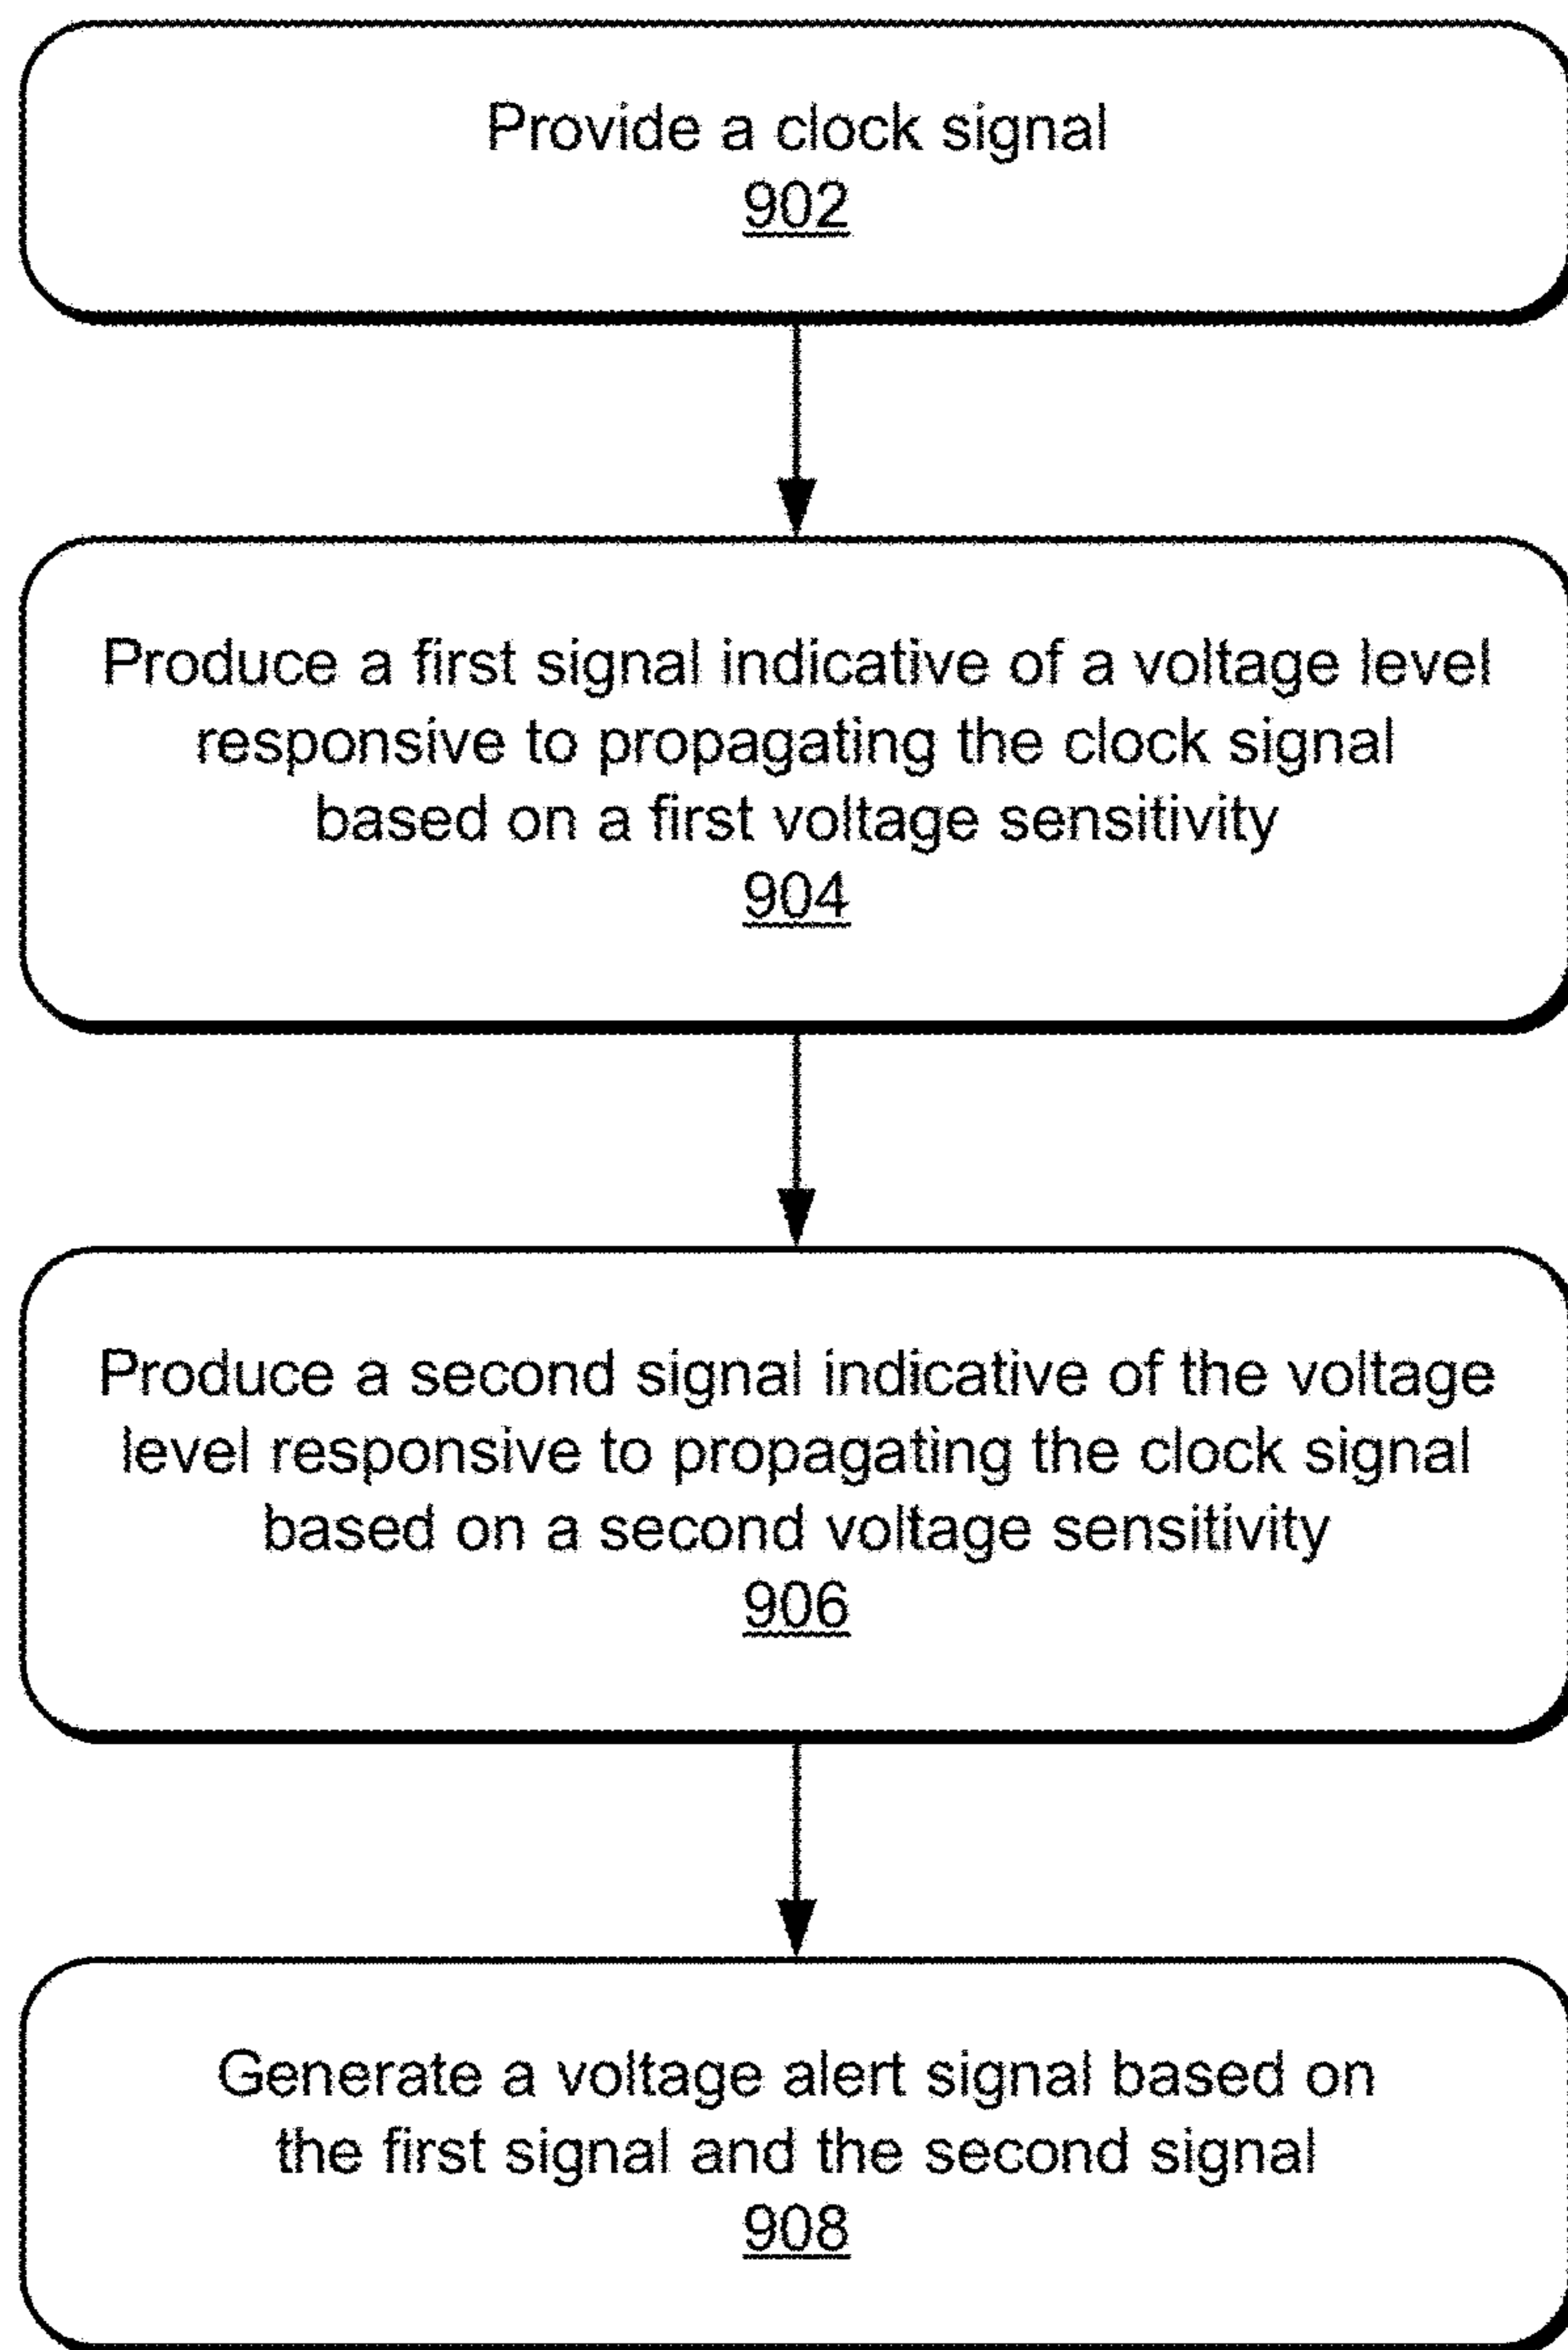 Provide a clock signal
902
Produce a first signal indicative of a voltage level
responsive to propagating the clock signal
based on a first voltage sensitivity
904
Produce a second signal indicative of the voltage
level responsive to propagating the clock signal
based on a second voltage sensitivity
906
Generate a voltage alert signal based on
the first signal and the second signal
908